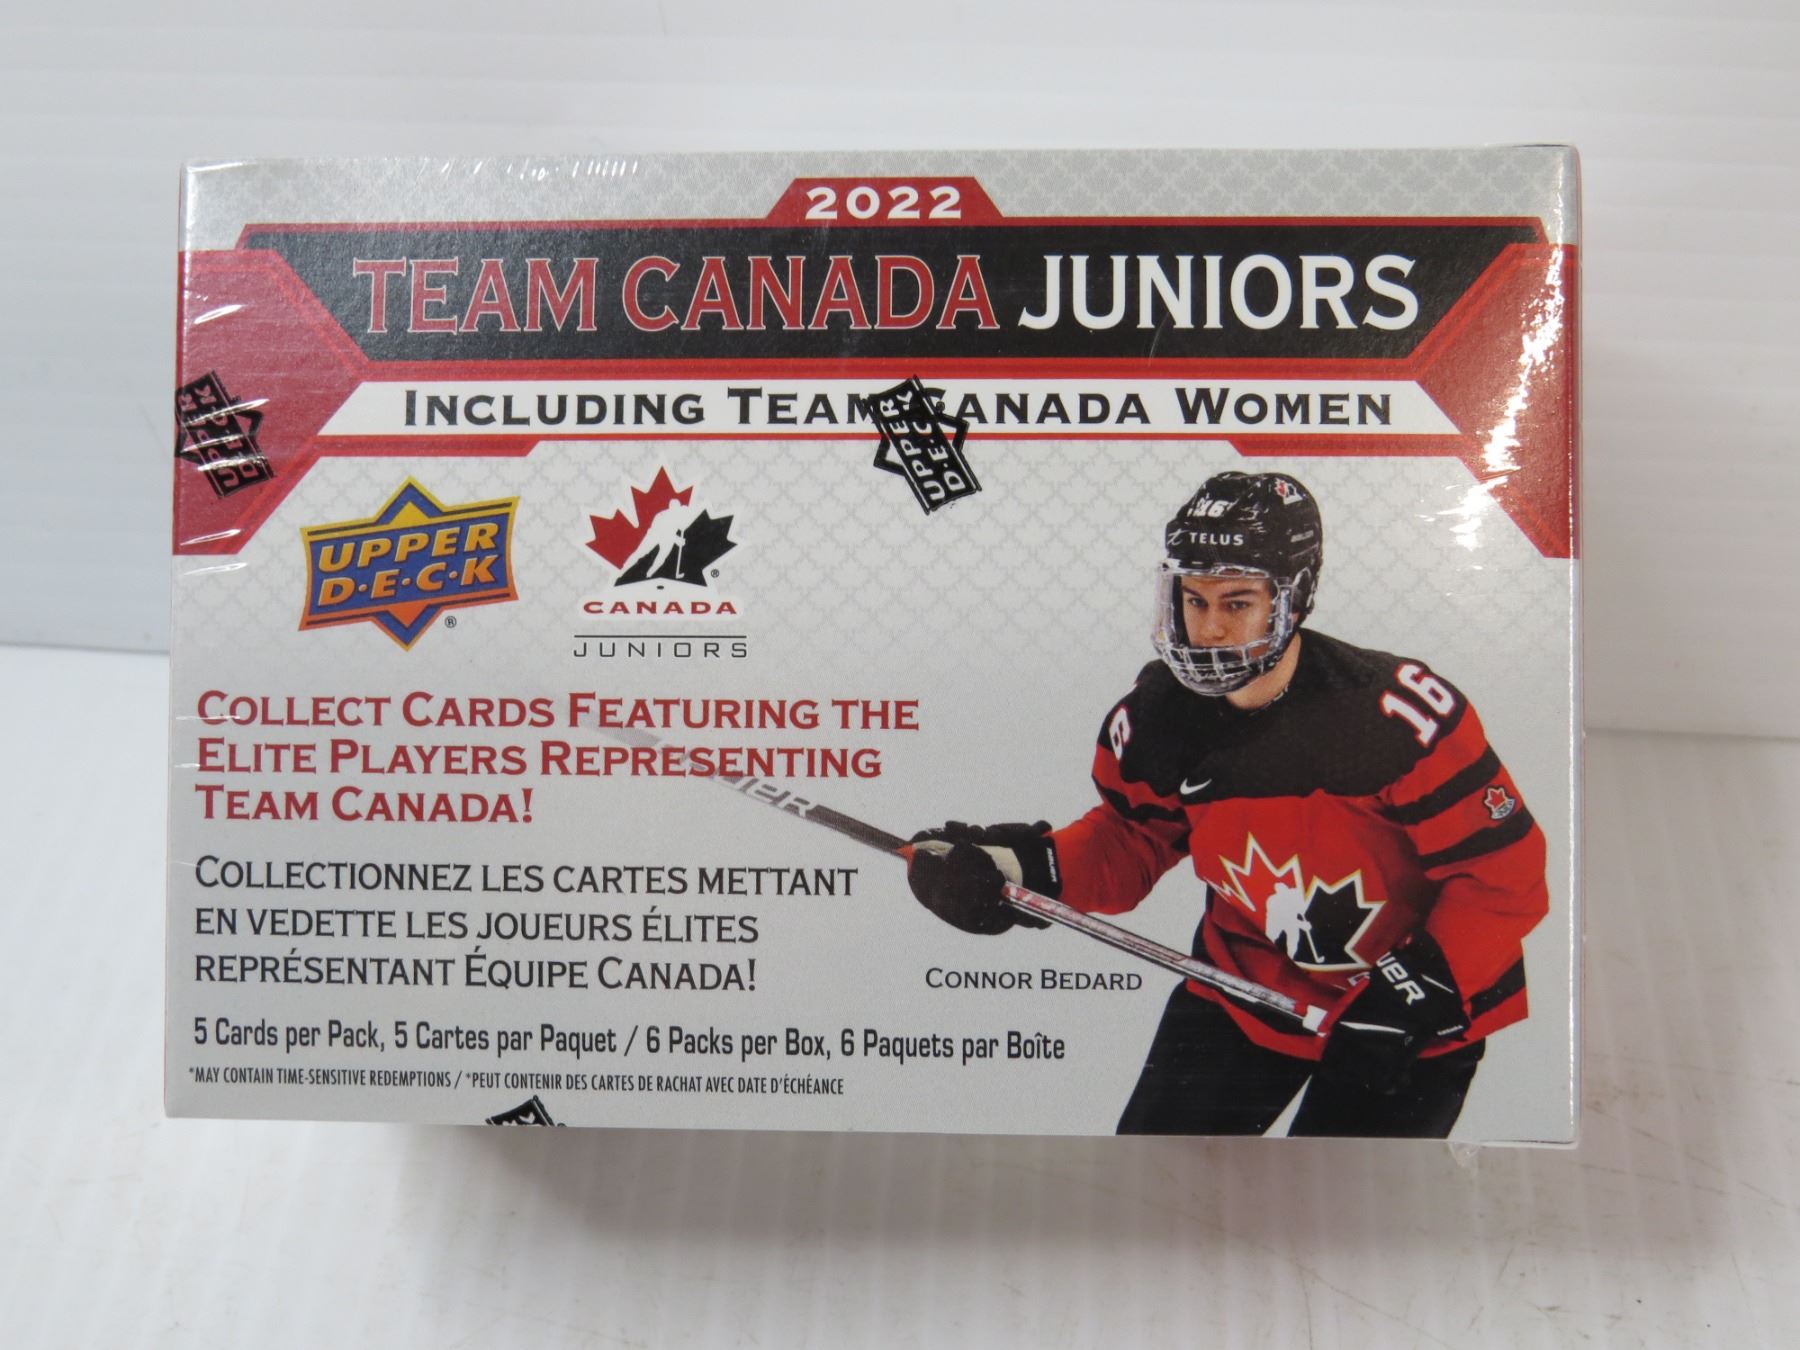 2022
TEAM CANADA JUNIORS
INCLUDING TEAM CANADA WOMEN
UPPER
D·E·C·K
UPPER
D·E·C·K
UPPER
D·E·C·K
®
®
CANADA
JUNIORS
16
TELUS
16
6
COLLECT CARDS FEATURING THE
ELITE PLAYERS REPRESENTING
TEAM CANADA!
COLLECTIONNEZ LES CARTES METTANT
EN VEDETTE LES JOUEURS ÉLITES
REPRÉSENTANT ÉQUIPE CANADA!
CONNOR BEDARD
5 Cards per Pack, 5 Cartes par Paquet / 6 Packs per Box, 6 Paquets par Boîte
*MAY CONTAIN TIME-SENSITIVE REDEMPTIONS / *PEUT CONTENIR DES CARTES DE RACHAT AVEC DATE D'ÉCHÉANCE